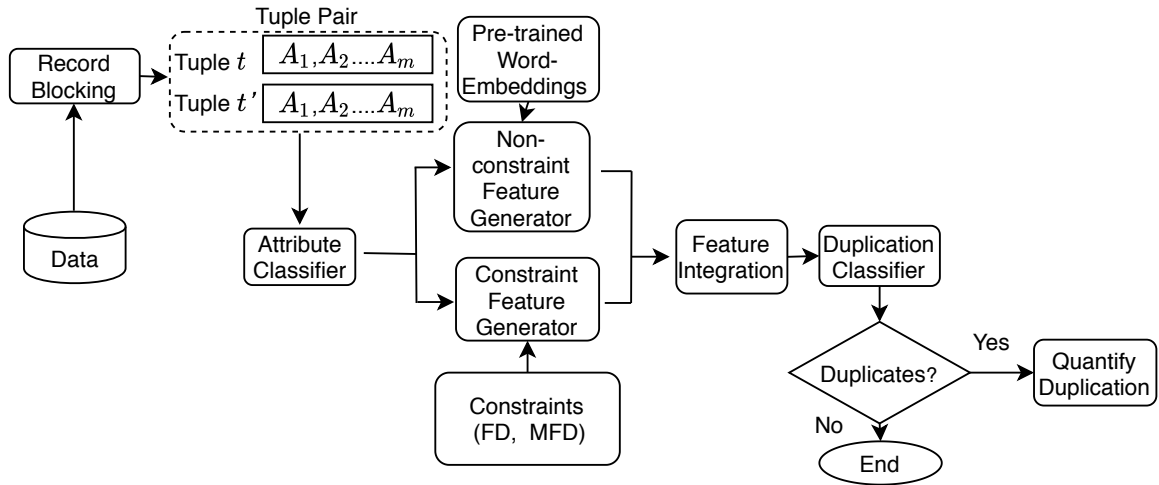 Tuple Pair
Record
Blocking
Tuple t
A₁,A₂....Aₘ
Tuple t'
A₁,A₂....Aₘ
Pre-trained
Word-
Embeddings
Non-
constraint
Feature
Generator
Data
Attribute
Classifier
Constraint
Feature
Generator
Constraints
(FD, MFD)
Feature
Integration
Duplication
Classifier
Duplicates?
Yes
Quantify
Duplication
No
End